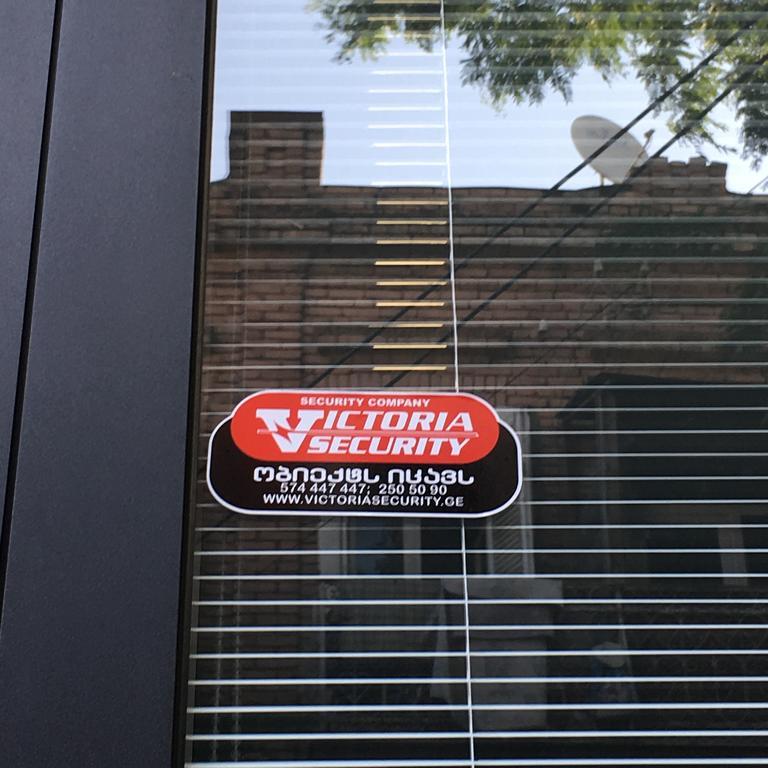 SECURITY COMPANY
VICTORIA
SECURITY
ობიექტს იცავს
574 447 447; 250 50 90
WWW.VICTORIASECURITY.GE